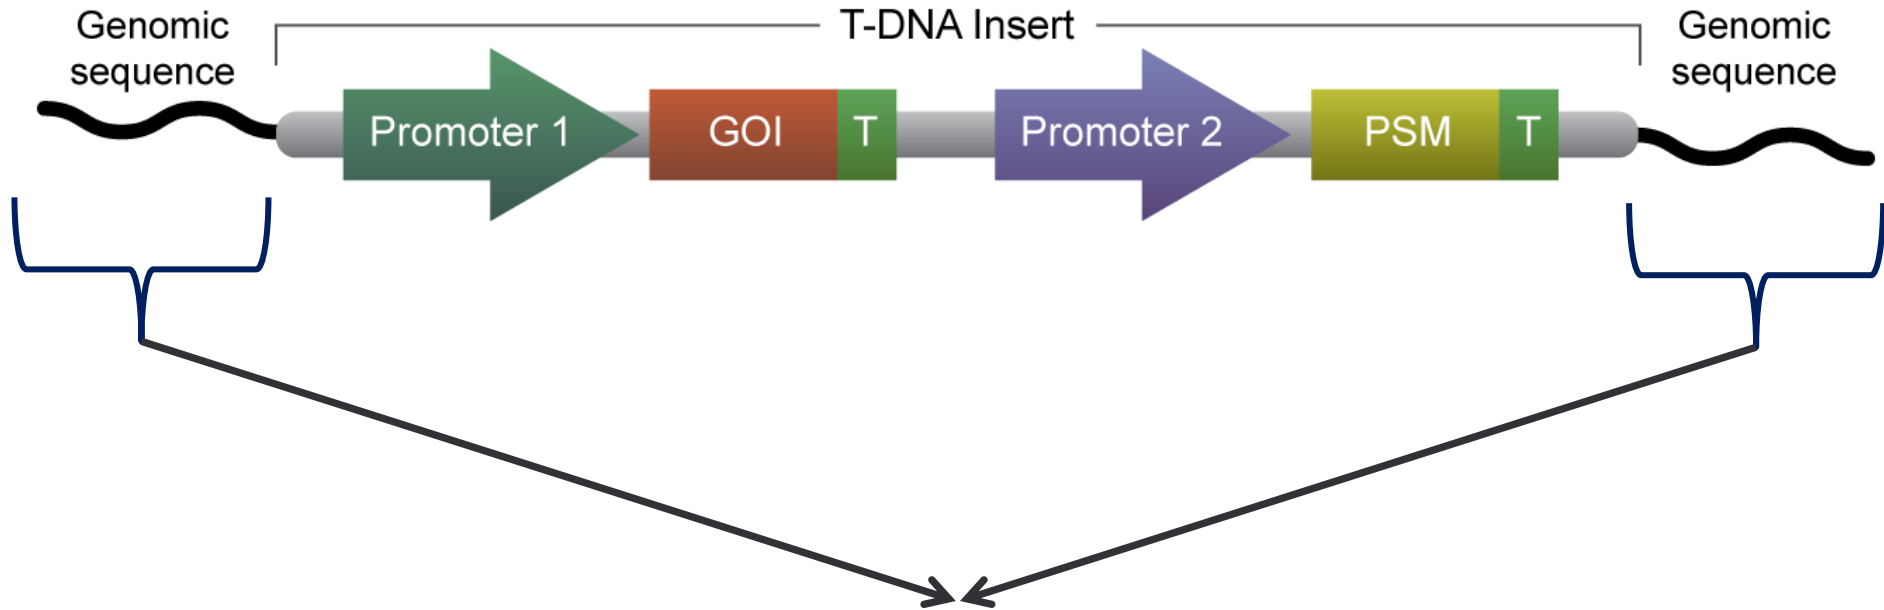 Genomic
sequence
T-DNA Insert
Genomic
sequence
Promoter 1
GOI
T
Promoter 2
PSM
T